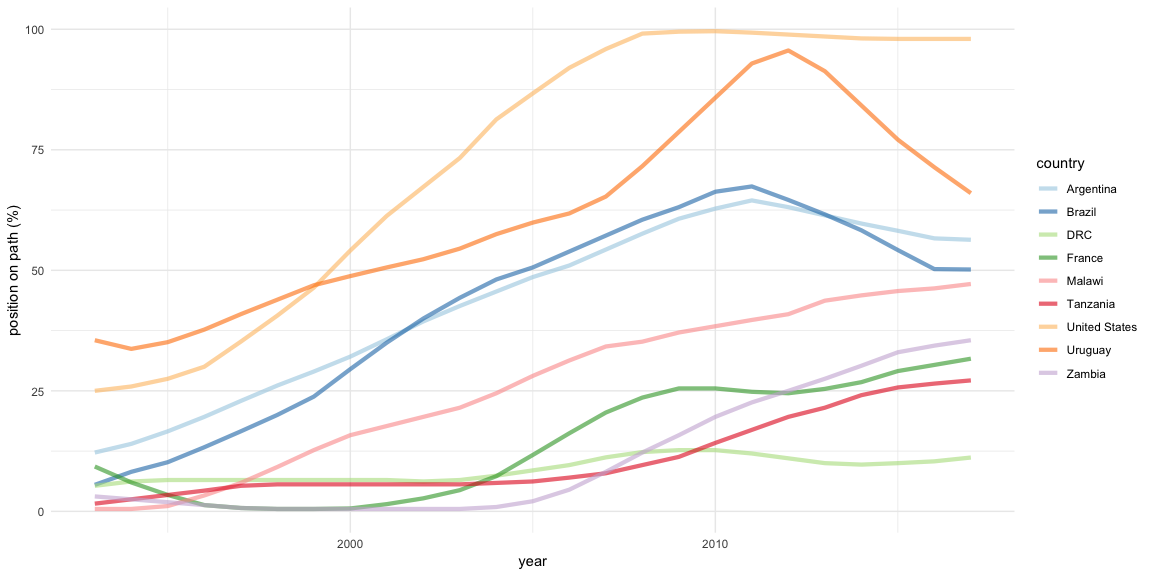 100
75
50
25
0
position on path (%)
2000
2010
year
country
Argentina
Brazil
DRC
France
Malawi
Tanzania
United States
Uruguay
Zambia